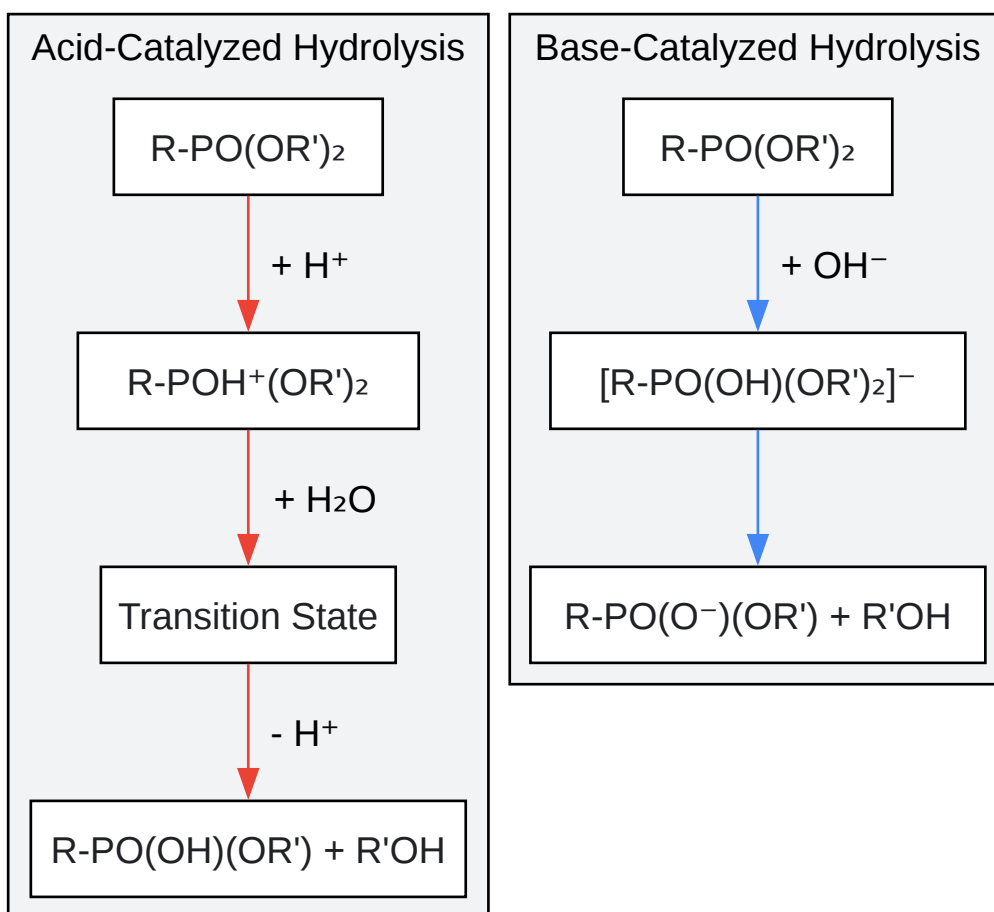 Acid-Catalyzed Hydrolysis
R-PO(OR')₂
+ H⁺
R-POH⁺(OR')₂
+ H₂O
Transition State
- H⁺
R-PO(OH)(OR') + R'OH
Base-Catalyzed Hydrolysis
R-PO(OR')₂
+ OH⁻
[R-PO(OH)(OR')₂]⁻
R-PO(O⁻)(OR') + R'OH